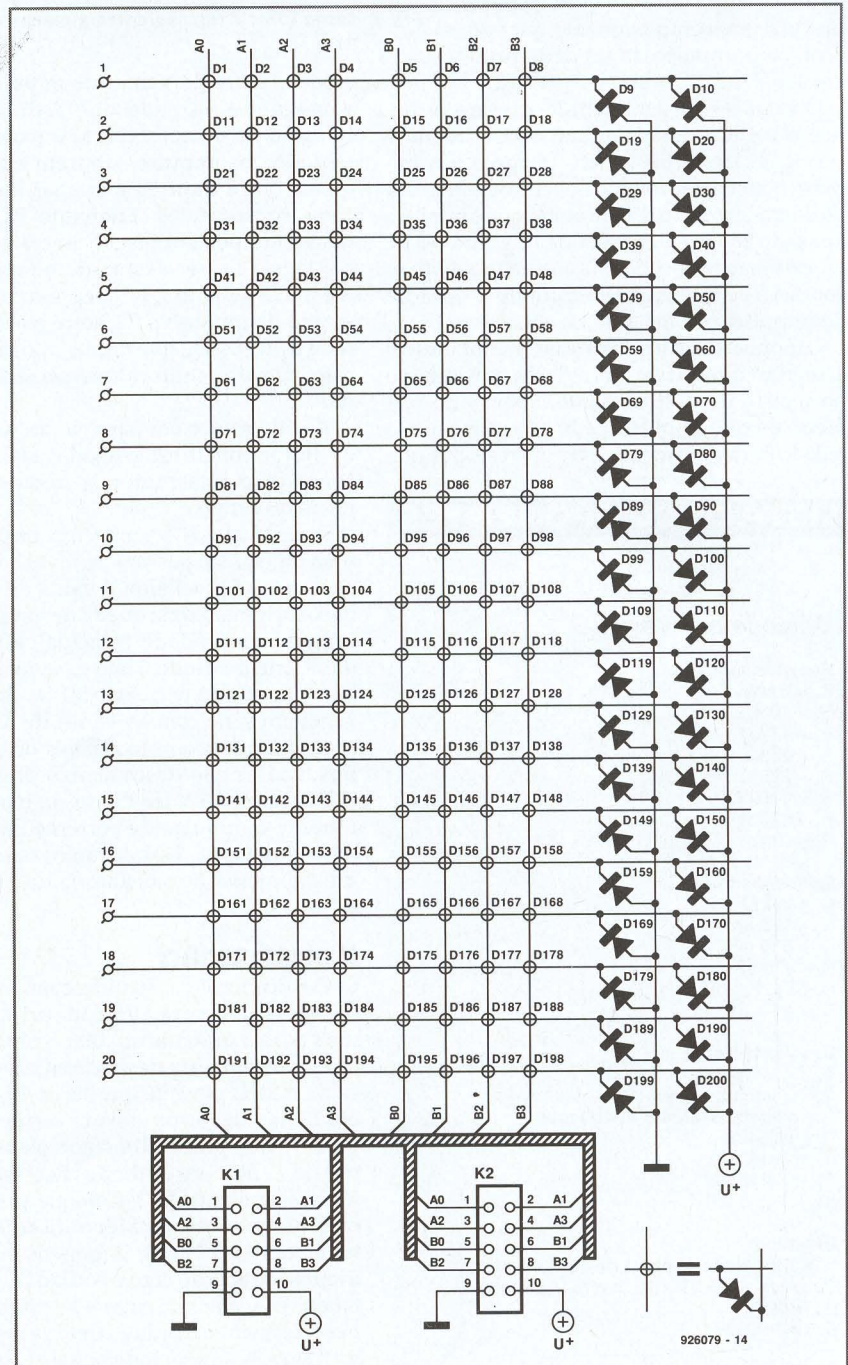 A0 A1 A2 A3 B0 B1 B2 B3
1 D1 D2 D3 D4 D5 D6 D7 D8
D9 D10
2 D11 D12 D13 D14 D15 D16 D17 D18
D19 D20
3 D21 D22 D23 D24 D25 D26 D27 D28
D29 D30
4 D31 D32 D33 D34 D35 D36 D37 D38
D39 D40
5 D41 D42 D43 D44 D45 D46 D47 D48
D49 D50
6 D51 D52 D53 D54 D55 D56 D57 D58
D59 D60
7 D61 D62 D63 D64 D65 D66 D67 D68
D69 D70
8 D71 D72 D73 D74 D75 D76 D77 D78
D79 D80
9 D81 D82 D83 D84 D85 D86 D87 D88
D89 D90
10 D91 D92 D93 D94 D95 D96 D97 D98
D99 D100
11 D101 D102 D103 D104 D105 D106 D107 D108
D109 D110
12 D111 D112 D113 D114 D115 D116 D117 D118
D119 D120
13 D121 D122 D123 D124 D125 D126 D127 D128
D129 D130
14 D131 D132 D133 D134 D135 D136 D137 D138
D139 D140
15 D141 D142 D143 D144 D145 D146 D147 D148
D149 D150
16 D151 D152 D153 D154 D155 D156 D157 D158
D159 D160
17 D161 D162 D163 D164 D165 D166 D167 D168
D169 D170
18 D171 D172 D173 D174 D175 D176 D177 D178
D179 D180
19 D181 D182 D183 D184 D185 D186 D187 D188
D189 D190
20 D191 D192 D193 D194 D195 D196 D197 D198
D199 D200
A0 A1 A2 A3 B0 B1 B2 B3
U+
K1
A0 1 2 A1
A2 3 4 A3
B0 5 6 B1
B2 7 8 B3
9 10
U+
K2
A0 1 2 A1
A2 3 4 A3
B0 5 6 B1
B2 7 8 B3
9 10
U+
=
926079 - 14